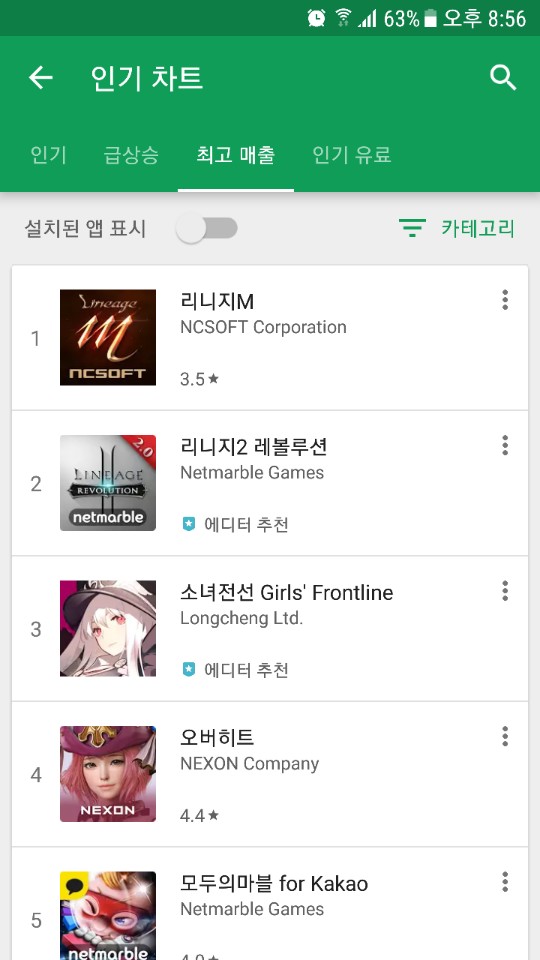 63% 오후 8:56
인기 차트
인기 급상승 최고 매출 인기 유료
설치된 앱 표시 카테고리
1
Lineage
M
NCSOFT
리니지M
NCSOFT Corporation
3.5★
2
2.0
LINEAGE
II
REVOLUTION
netmarble
리니지2 레볼루션
Netmarble Games
에디터 추천
3
소녀전선 Girls' Frontline
Longcheng Ltd.
에디터 추천
4
NEXON
오버히트
NEXON Company
4.4★
5
netmarble
모두의마블 for Kakao
Netmarble Games
4.0★